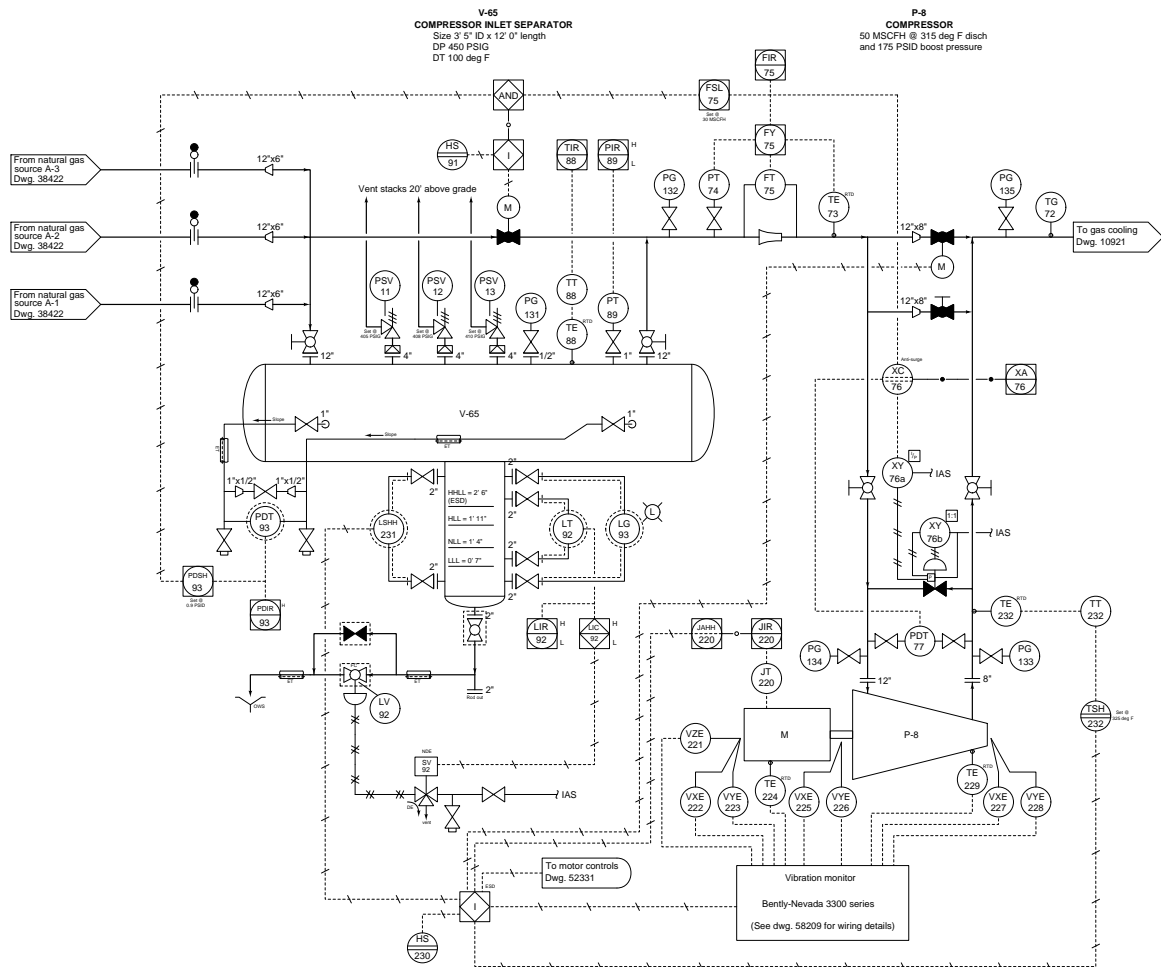 V-65
COMPRESSOR INLET SEPARATOR
Size 3' 5" ID x 12' 0" length
DP 450 PSIG
DT 100 deg F
P-8
COMPRESSOR
50 MSCFH @ 315 deg F disch
and 175 PSID boost pressure
FIR
75
AND
FSL
75
Set @
30 MSCFH
HS
91
I
TIR
88
PIR
89
H
L
FY
75
From natural gas
source A-3
Dwg. 38422
12"x6"
Vent stacks 20' above grade
M
PG
132
PT
74
FT
75
TE
73
RTD
PG
135
TG
72
From natural gas
source A-2
Dwg. 38422
12"x6"
12"x8"
To gas cooling
Dwg. 10921
M
From natural gas
source A-1
Dwg. 38422
12"x6"
PSV
11
PSV
12
PSV
13
TT
88
PG
131
PT
89
TE
88
RTD
12"x8"
Set @
405 PSIG
Set @
408 PSIG
Set @
410 PSIG
12"
4"
4"
4"
1/2"
1"
12"
Anti-surge
XC
76
XA
76
V-65
1"
Slope
Slope
1"
ET
ET
1"x1/2"
1"x1/2"
PDT
93
2"
2"
2"
2"
2"
2"
HHLL = 2' 6"
(ESD)
HLL = 1' 11"
NLL = 1' 4"
LLL = 0' 7"
LSHH
231
LT
92
LG
93
L
XY
76a
I/P
IAS
XY
76b
1:1
IAS
P
PDSH
93
Set @
0.9 PSID
PDIR
93
H
2"
LIR
92
H
L
LIC
92
H
L
JAHH
220
JIR
220
TE
232
RTD
TT
232
PDT
77
PG
134
PG
133
JT
220
12"
8"
ET
ET
FC
LV
92
2"
Rod out
OWS
TSH
232
Set @
325 deg F
M
P-8
VZE
221
NDE
SV
92
DE
vent
IAS
TE
224
RTD
TE
229
RTD
VXE
222
VYE
223
VXE
225
VYE
226
VXE
227
VYE
228
To motor controls
Dwg. 52331
ESD
I
HS
230
Vibration monitor
Bently-Nevada 3300 series
(See dwg. 58209 for wiring details)